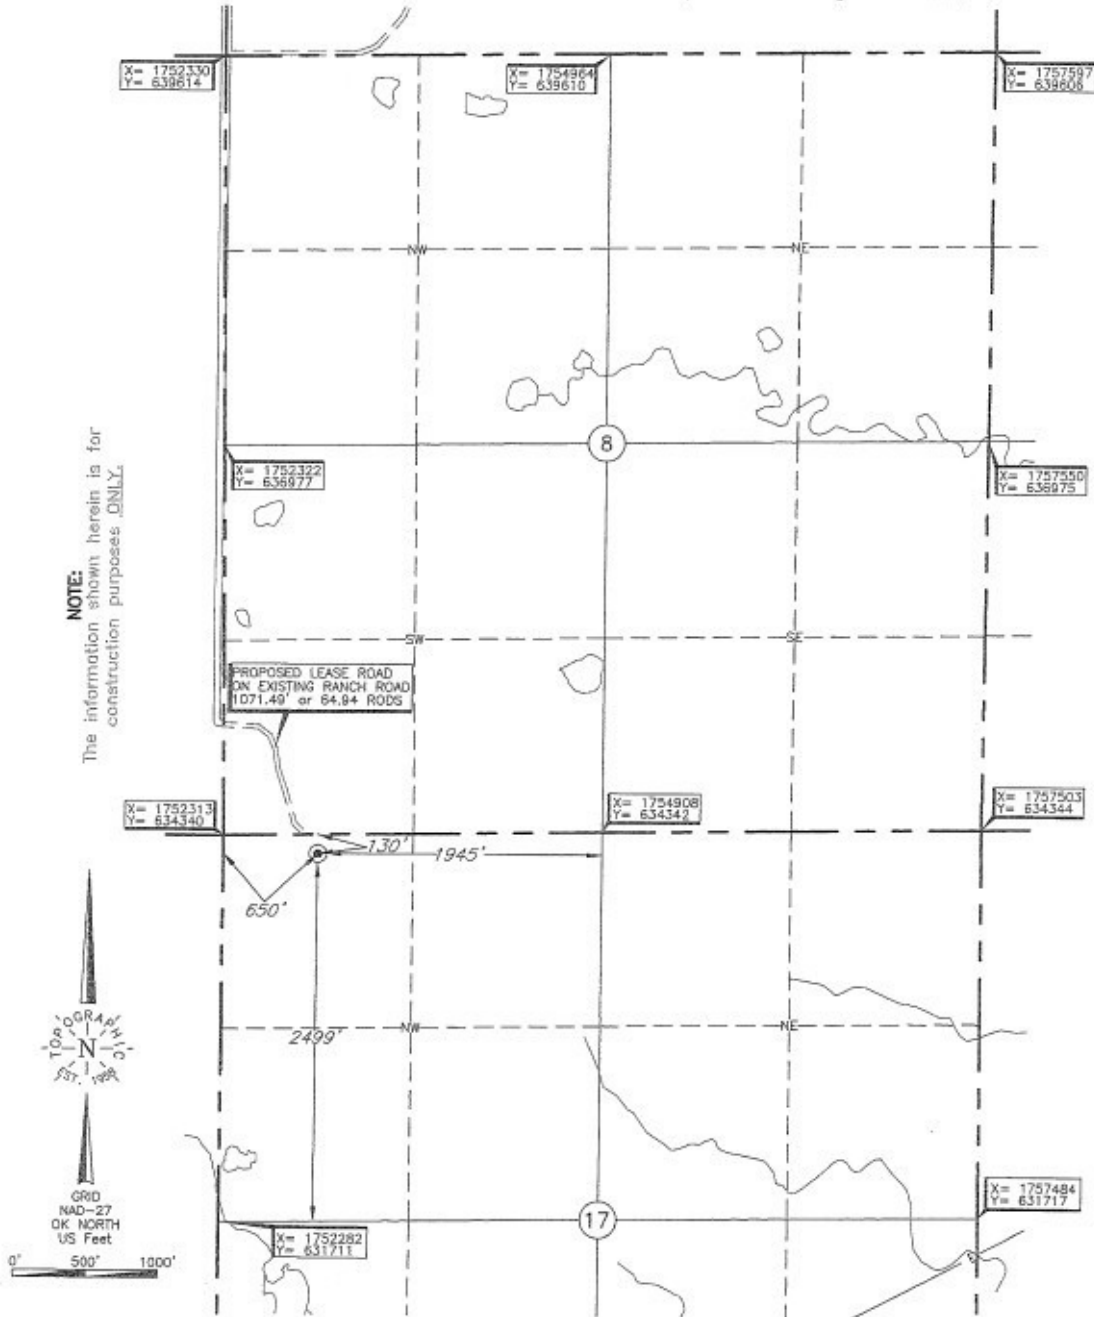 X= 1752330
Y= 639614
X= 1754964
Y= 639610
X= 1757597
Y= 639606
NW
NE
8
X= 1752322
Y= 636977
X= 1757550
Y= 636975
NOTE:
The information shown herein is for
construction purposes ONLY.
SW
SE
PROPOSED LEASE ROAD
ON EXISTING RANCH ROAD
1071.49' or 64.94 RODS
X= 1752313
Y= 634340
X= 1754908
Y= 634342
X= 1757503
Y= 634344
130'
1945'
650'
2499'
NW
NE
TOPOGRAPHIC
N
EST. 1958
GRID
NAD-27
OK NORTH
US Feet
0' 500' 1000'
17
X= 1752282
Y= 631711
X= 1757484
Y= 631717